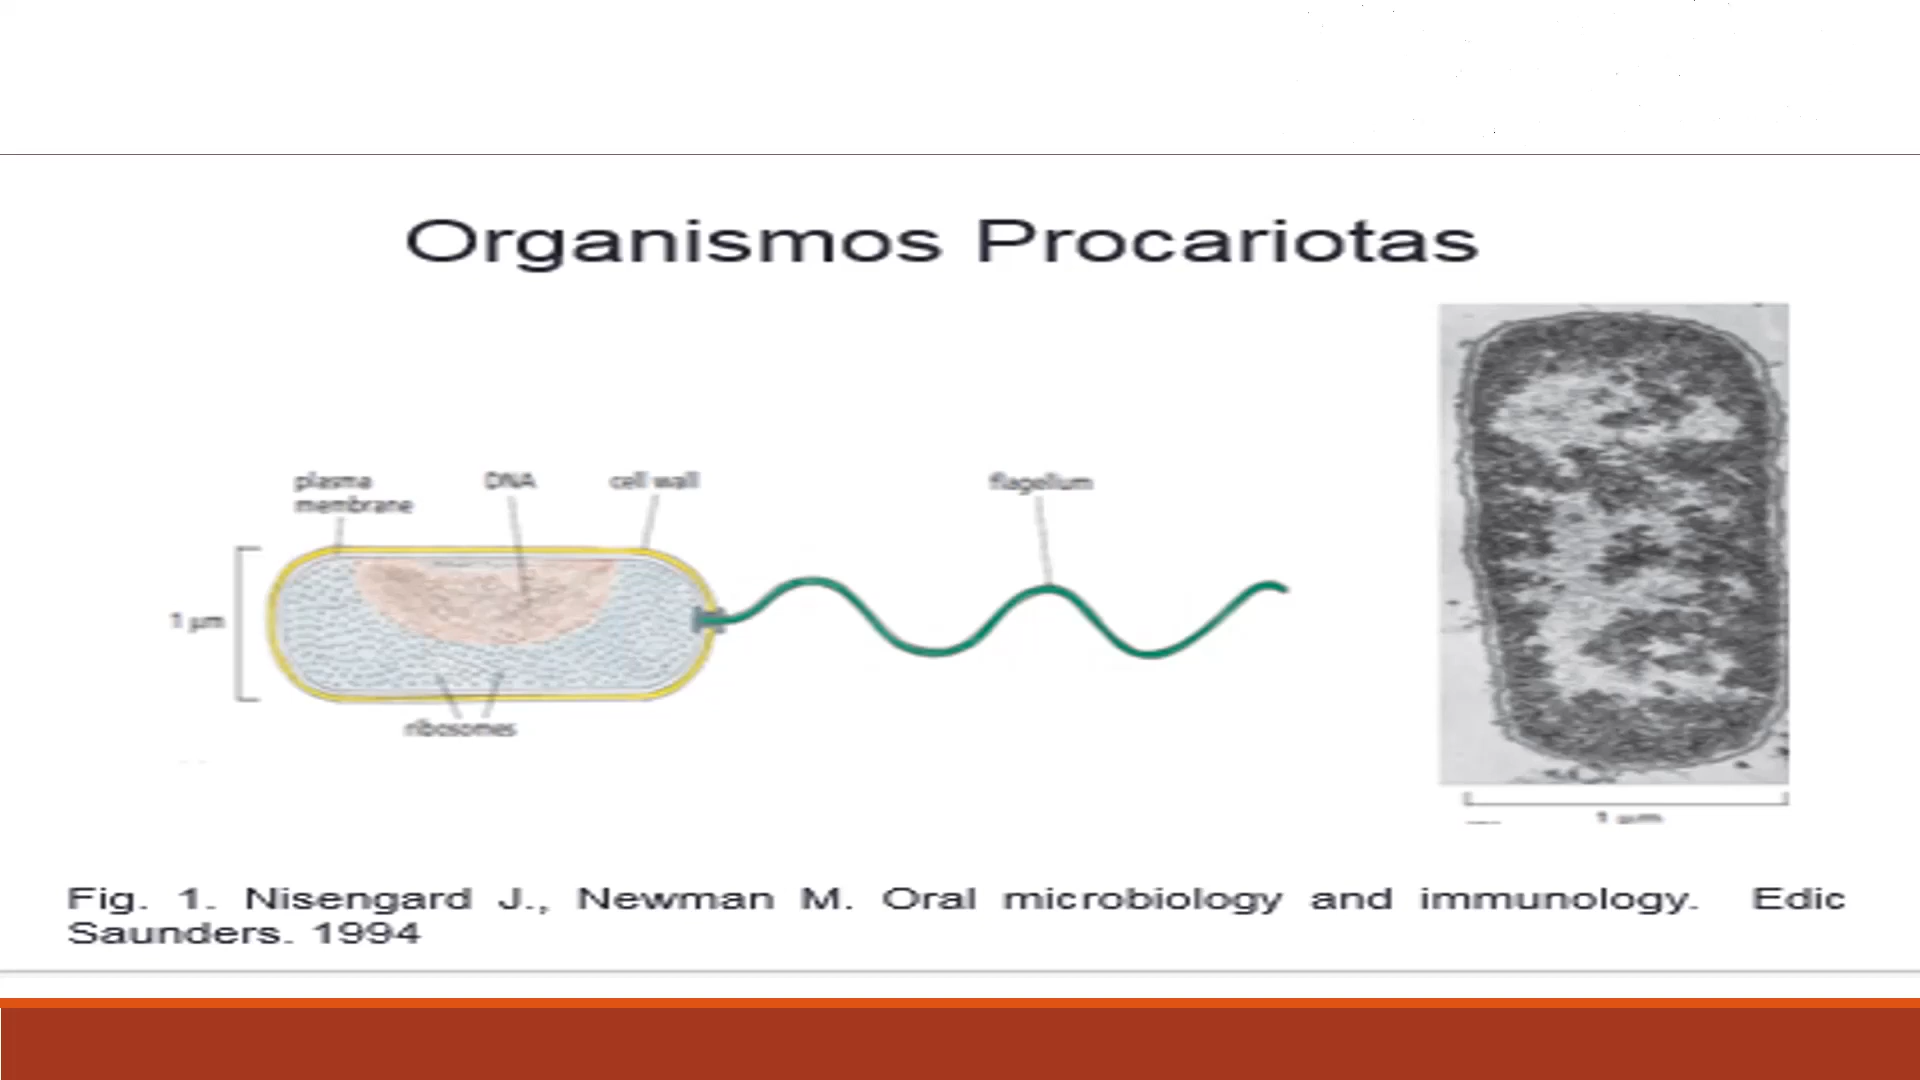 Organismos Procariotas
plasma
membrane
DNA
cell wall
flagellum
1 µm
ribosomes
1 µm
Fig. 1. Nisengard J., Newman M. Oral microbiology and immunology. Edic
Saunders. 1994